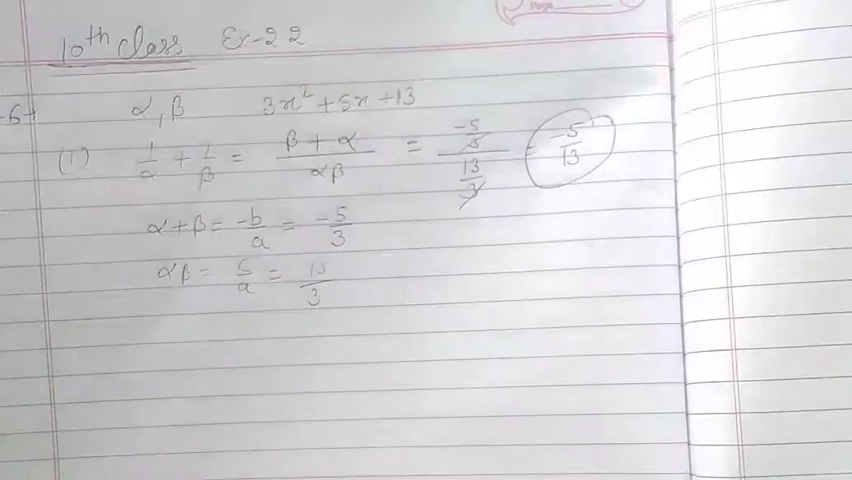 Page
10th class Ex-2.2
α, β 3x² + 5x + 13
(1) 1/α + 1/β = β + α / αβ = -5/3 / 13/3 = -5/13
α + β = -b/a = -5/3
αβ = c/a = 13/3